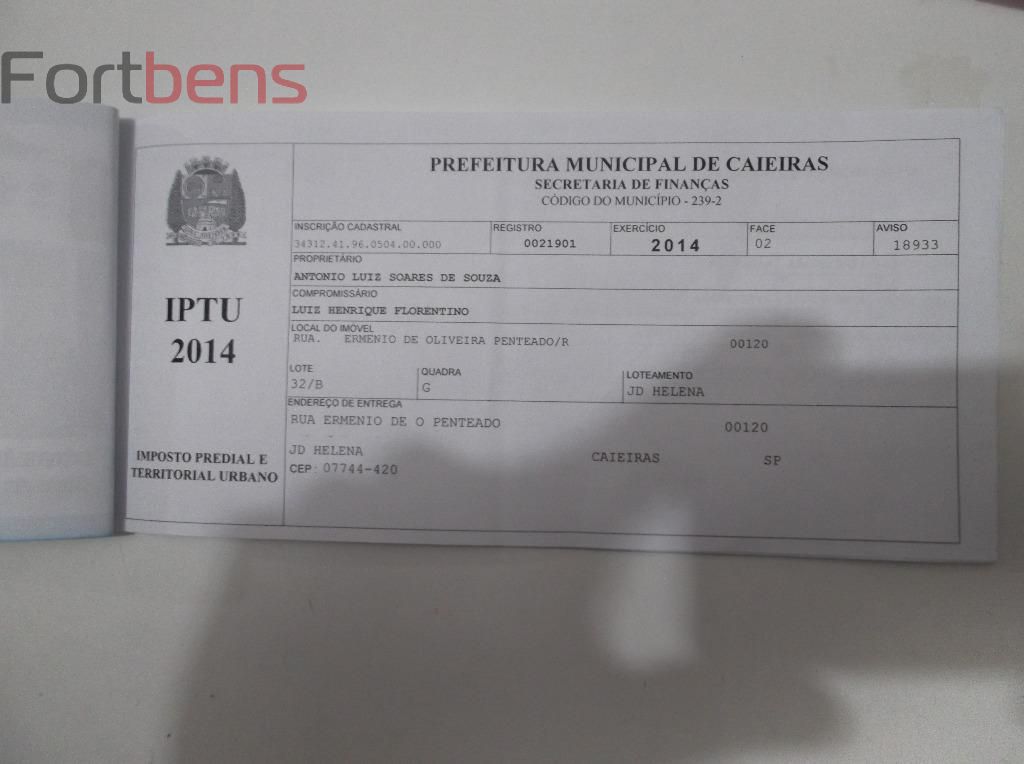 Fortbens
PREFEITURA MUNICIPAL DE CAIEIRAS
SECRETARIA DE FINANÇAS
CÓDIGO DO MUNICÍPIO - 239-2
INSCRIÇÃO CADASTRAL REGISTRO EXERCÍCIO FACE AVISO
34312.41.96.0504.00.000 0021901 2014 02 18933
PROPRIETÁRIO
ANTONIO LUIZ SOARES DE SOUZA
COMPROMISSÁRIO
LUIZ HENRIQUE FLORENTINO
LOCAL DO IMÓVEL
RUA. ERMENIO DE OLIVEIRA PENTEADO/R 00120
LOTE QUADRA LOTEAMENTO
32/B G JD HELENA
ENDEREÇO DE ENTREGA
RUA ERMENIO DE O PENTEADO 00120
JD HELENA CAIEIRAS SP
CEP: 07744-420
IPTU
2014
IMPOSTO PREDIAL E
TERRITORIAL URBANO